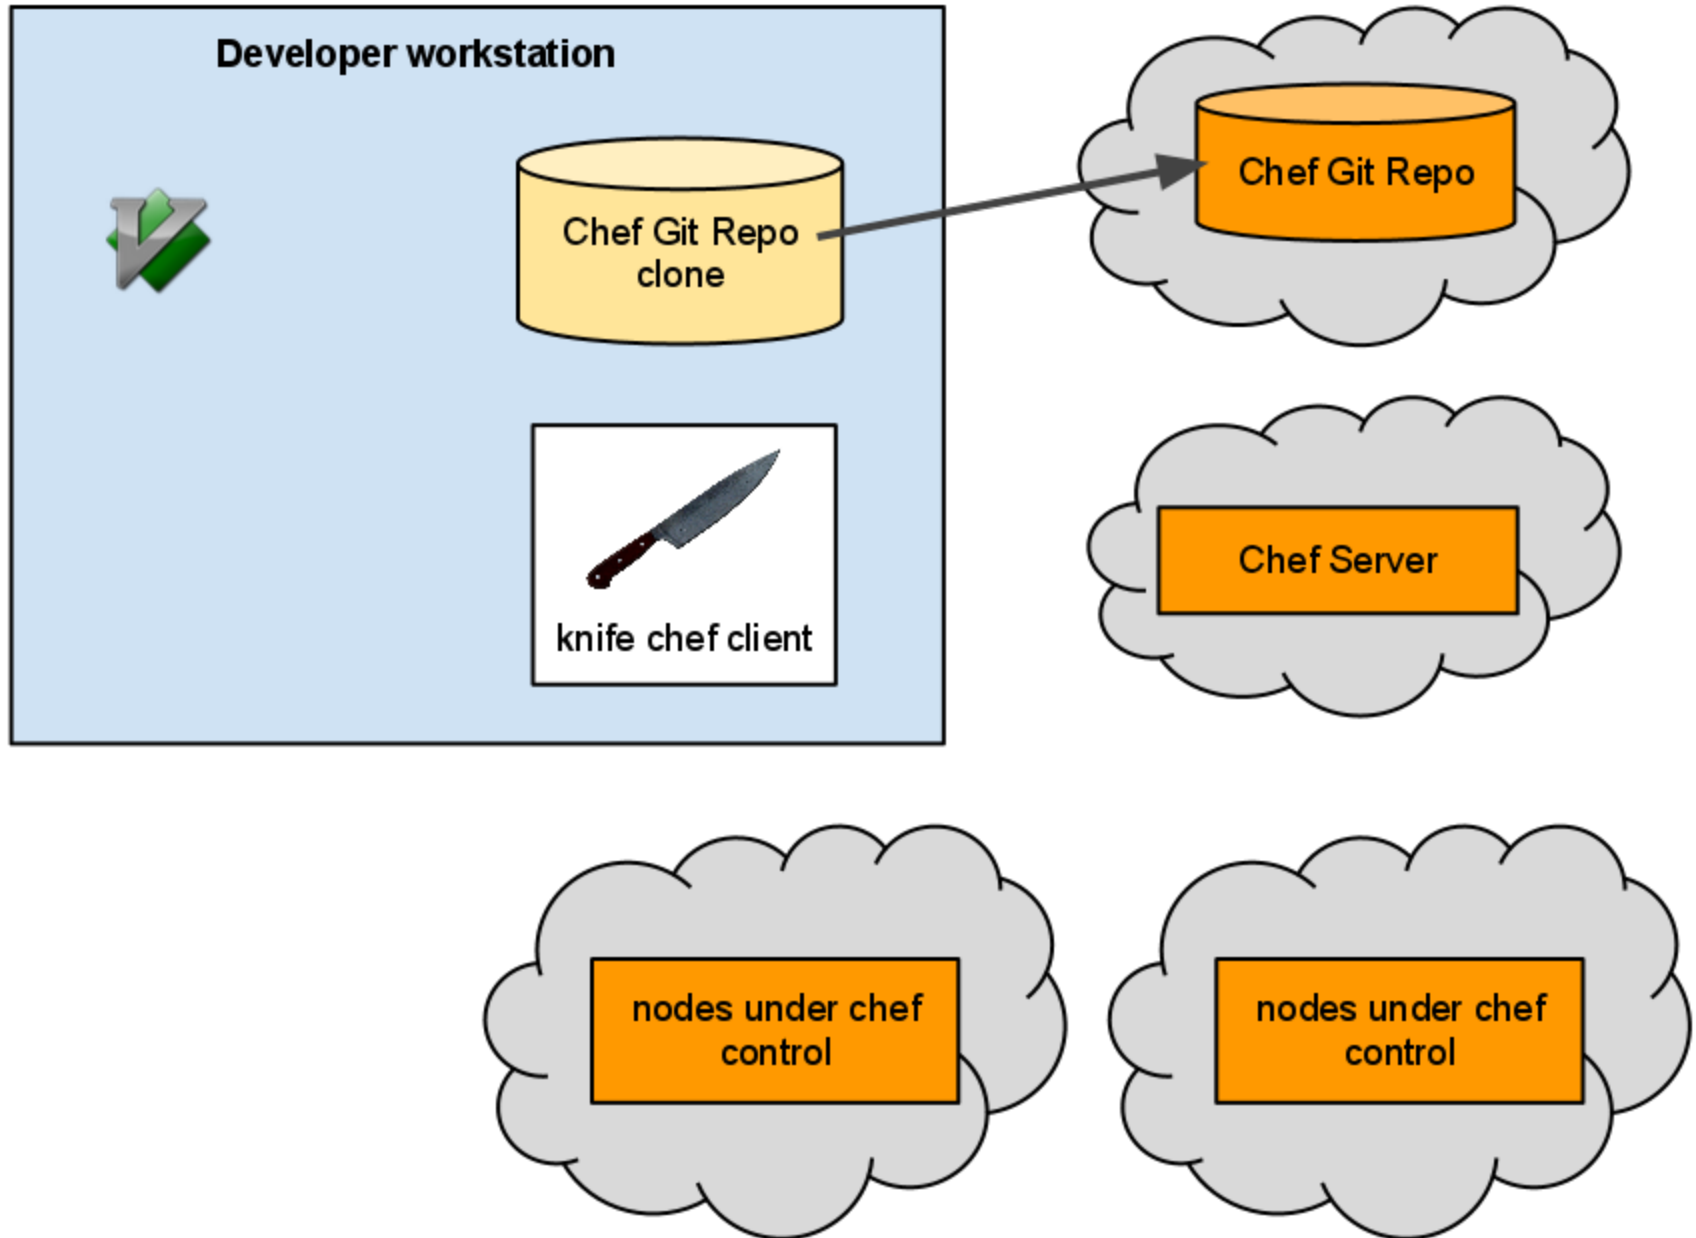 Developer workstation
Chef Git Repo
clone
Chef Git Repo
knife chef client
Chef Server
nodes under chef
control
nodes under chef
control